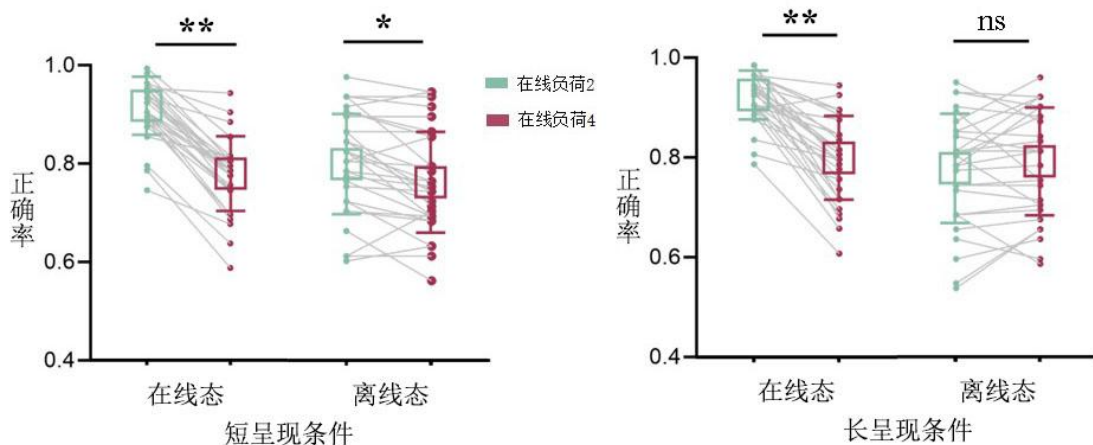 ** *
1.0
0.8
0.6
0.4
正确率
在线负荷2
在线负荷4
在线态 离线态
短呈现条件
** ns
1.0
0.8
0.6
0.4
正确率
在线态 离线态
长呈现条件